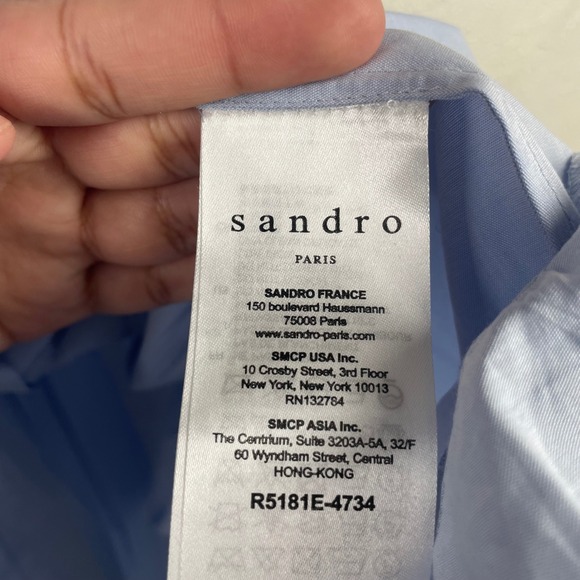 sandro
PARIS
SANDRO FRANCE
150 boulevard Haussmann
75008 Paris
www.sandro-paris.com
SMCP USA Inc.
10 Crosby Street, 3rd Floor
New York, New York 10013
RN132784
SMCP ASIA Inc.
The Centrium, Suite 3203A-5A, 32/F
60 Wyndham Street, Central
HONG-KONG
R5181E-4734